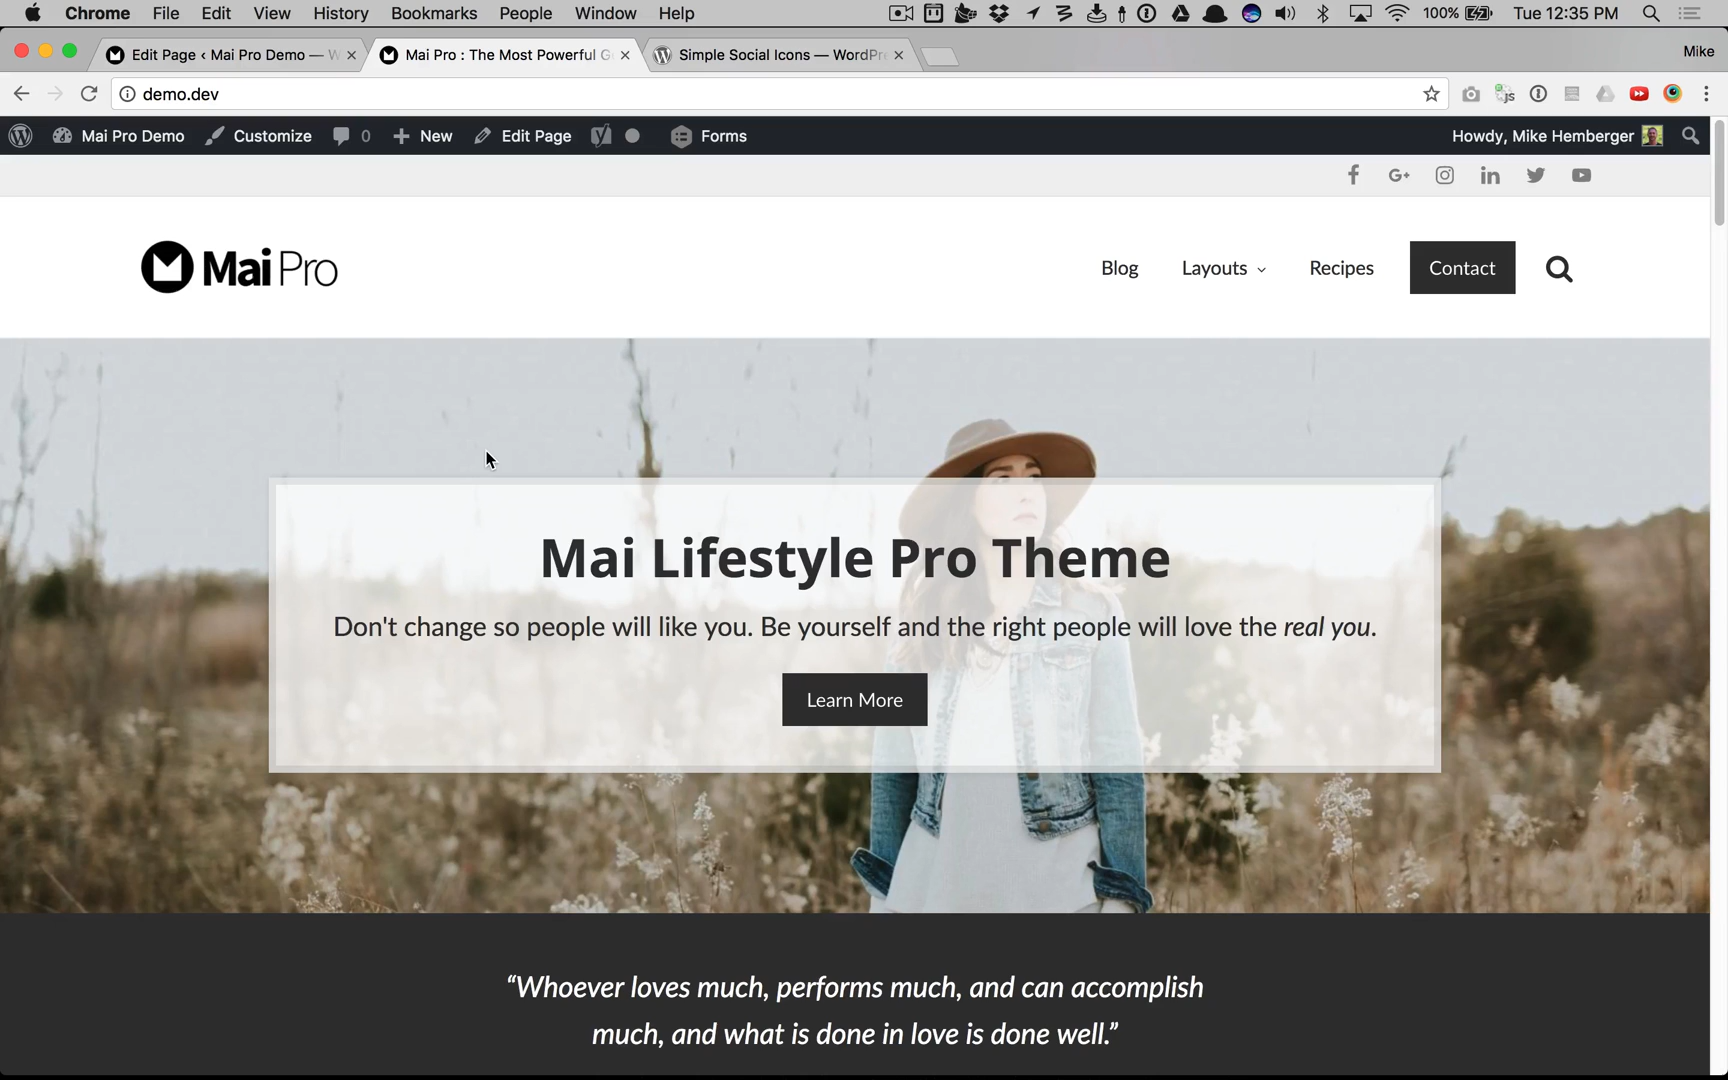 Chrome File Edit View History Bookmarks People Window Help 100% Tue 12:35 PM
Edit Page ‹ Mai Pro Demo — W Mai Pro : The Most Powerful G Simple Social Icons — WordPr Mike
demo.dev
Mai Pro Demo Customize 0 New Edit Page Forms Howdy, Mike Hemberger
Mai Pro Blog Layouts Recipes Contact
Mai Lifestyle Pro Theme
Don't change so people will like you. Be yourself and the right people will love the real you.
Learn More
“Whoever loves much, performs much, and can accomplish
much, and what is done in love is done well.”